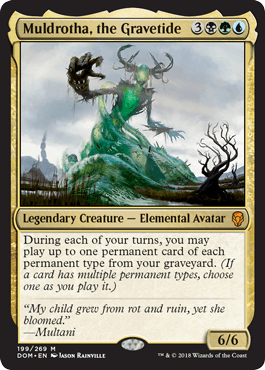 Muldrotha, the Gravetide 3
Legendary Creature — Elemental Avatar
During each of your turns, you may
play up to one permanent card of each
permanent type from your graveyard. (If
a card has multiple permanent types, choose
one as you play it.)
“My child grew from rot and ruin, yet she
bloomed.”
—Multani
6/6
199/269 M
DOM • EN Jason Rainville
™ & © 2018 Wizards of the Coast